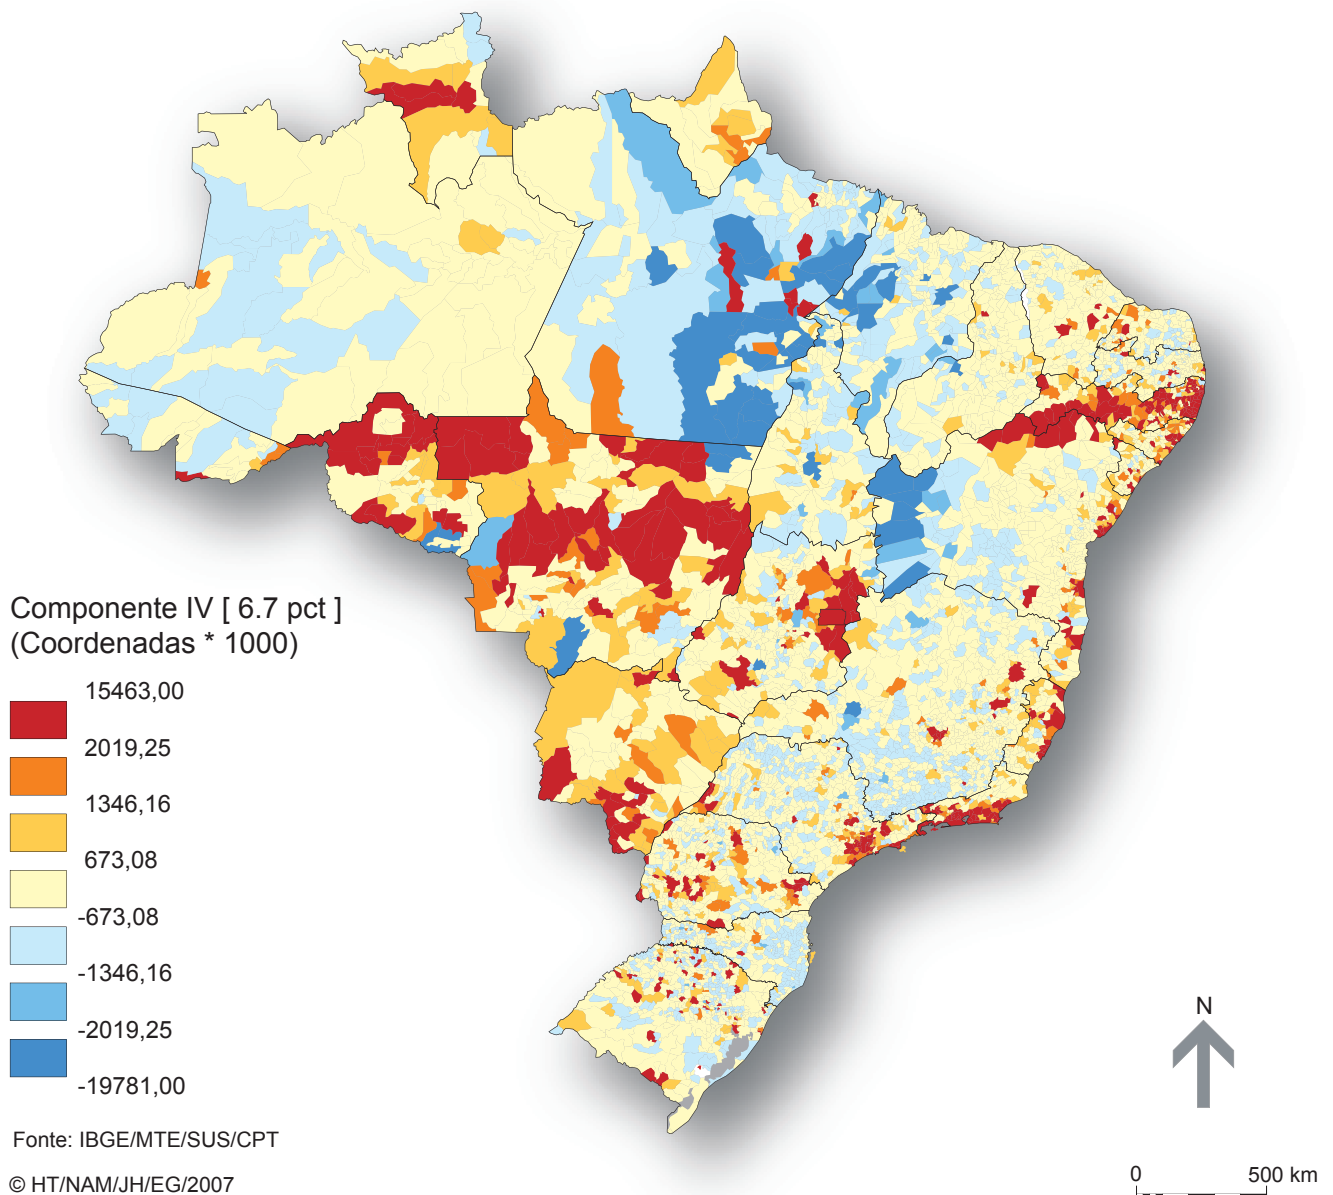 Componente IV [ 6.7 pct ]
(Coordenadas * 1000)
15463,00
2019,25
1346,16
673,08
-673,08
-1346,16
-2019,25
-19781,00
Fonte: IBGE/MTE/SUS/CPT
© HT/NAM/JH/EG/2007
N
0 500 km